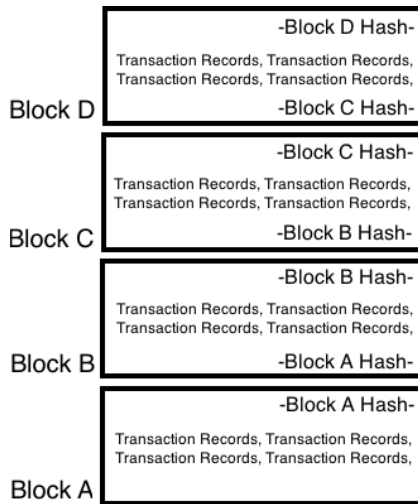 -Block D Hash-
Transaction Records, Transaction Records,
Transaction Records, Transaction Records,
Block D
-Block C Hash-
-Block C Hash-
Transaction Records, Transaction Records,
Transaction Records, Transaction Records,
Block C
-Block B Hash-
-Block B Hash-
Transaction Records, Transaction Records,
Transaction Records, Transaction Records,
Block B
-Block A Hash-
-Block A Hash-
Transaction Records, Transaction Records,
Transaction Records, Transaction Records,
Block A